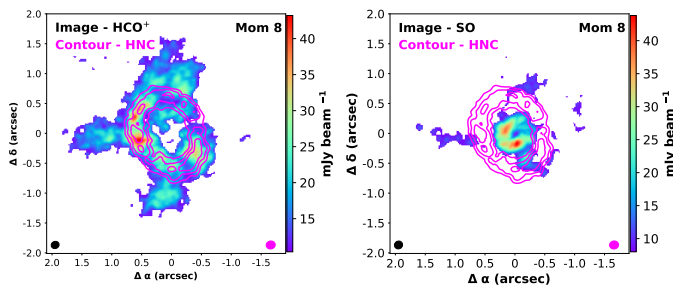 Image - HCO⁺ Mom 8
Contour - HNC
2.0
1.5
1.0
0.5
0
-0.5
-1.0
-1.5
-2.0
Δ δ (arcsec)
2.0 1.5 1.0 0.5 0 -0.5 -1.0 -1.5
Δ α (arcsec)
40
35
30
25
20
15
mJy beam ⁻¹
Image - SO Mom 8
Contour - HNC
2.0
1.5
1.0
0.5
0
-0.5
-1.0
-1.5
-2.0
Δ δ (arcsec)
2.0 1.5 1.0 0.5 0 -0.5 -1.0 -1.5
Δ α (arcsec)
40
35
30
25
20
15
10
mJy beam ⁻¹